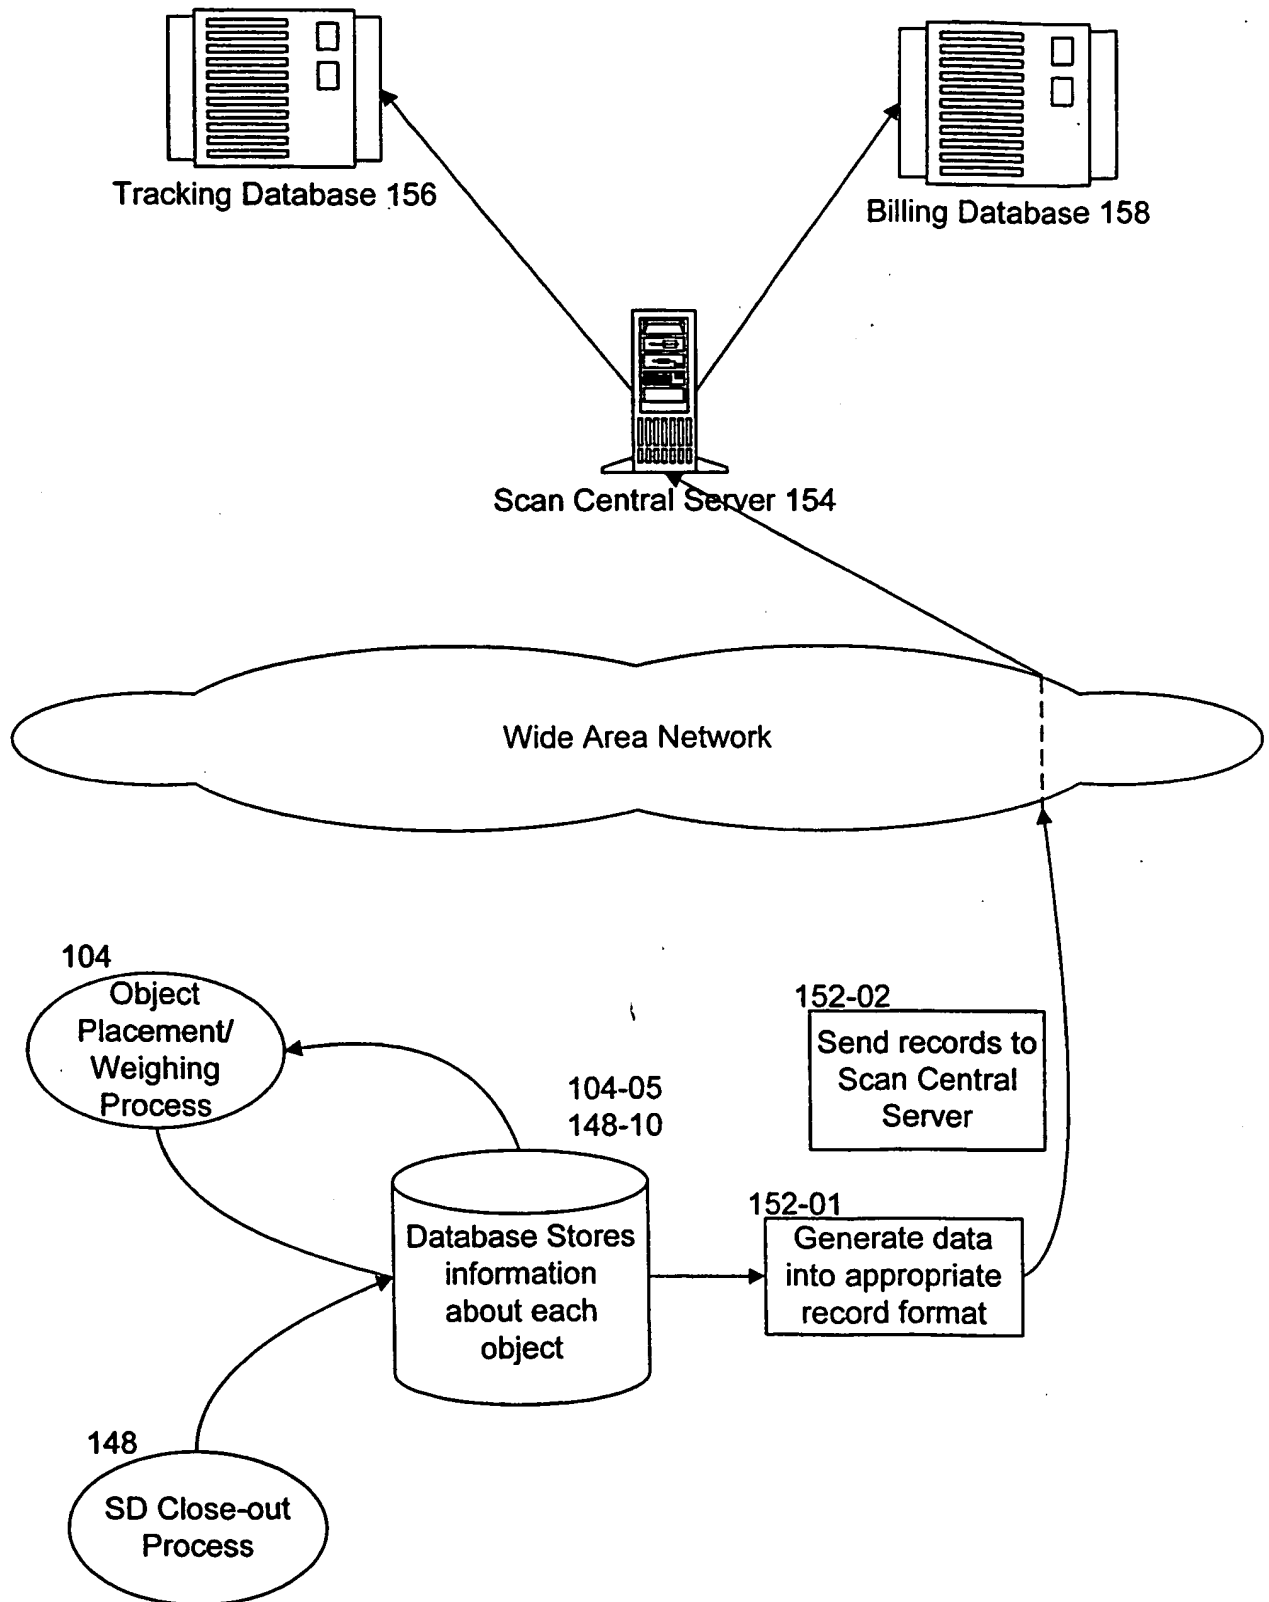 Tracking Database 156
Billing Database 158
Scan Central Server 154
Wide Area Network
104
Object
Placement/
Weighing
Process
152-02
Send records to
Scan Central
Server
104-05
148-10
Database Stores
information
about each
object
152-01
Generate data
into appropriate
record format
148
SD Close-out
Process